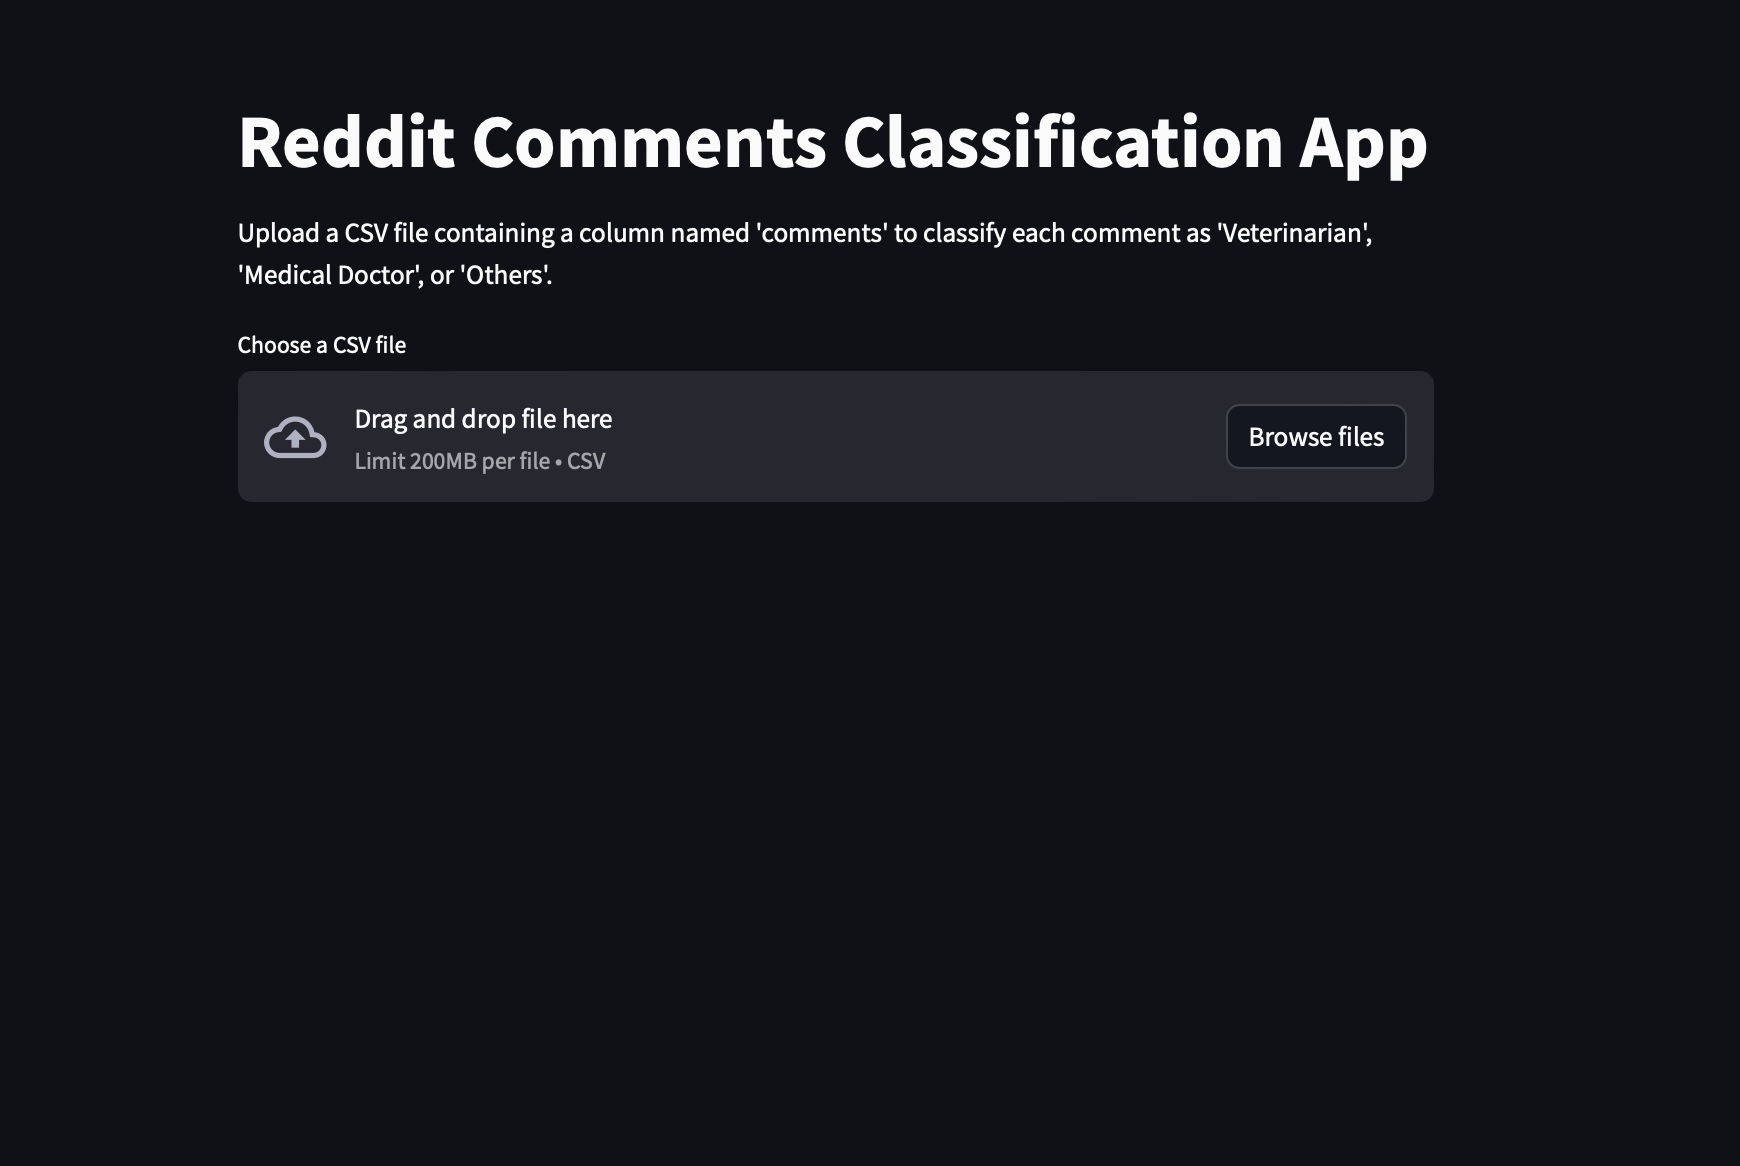 Reddit Comments Classification App
Upload a CSV file containing a column named 'comments' to classify each comment as 'Veterinarian',
'Medical Doctor', or 'Others'.
Choose a CSV file
Drag and drop file here
Limit 200MB per file • CSV
Browse files